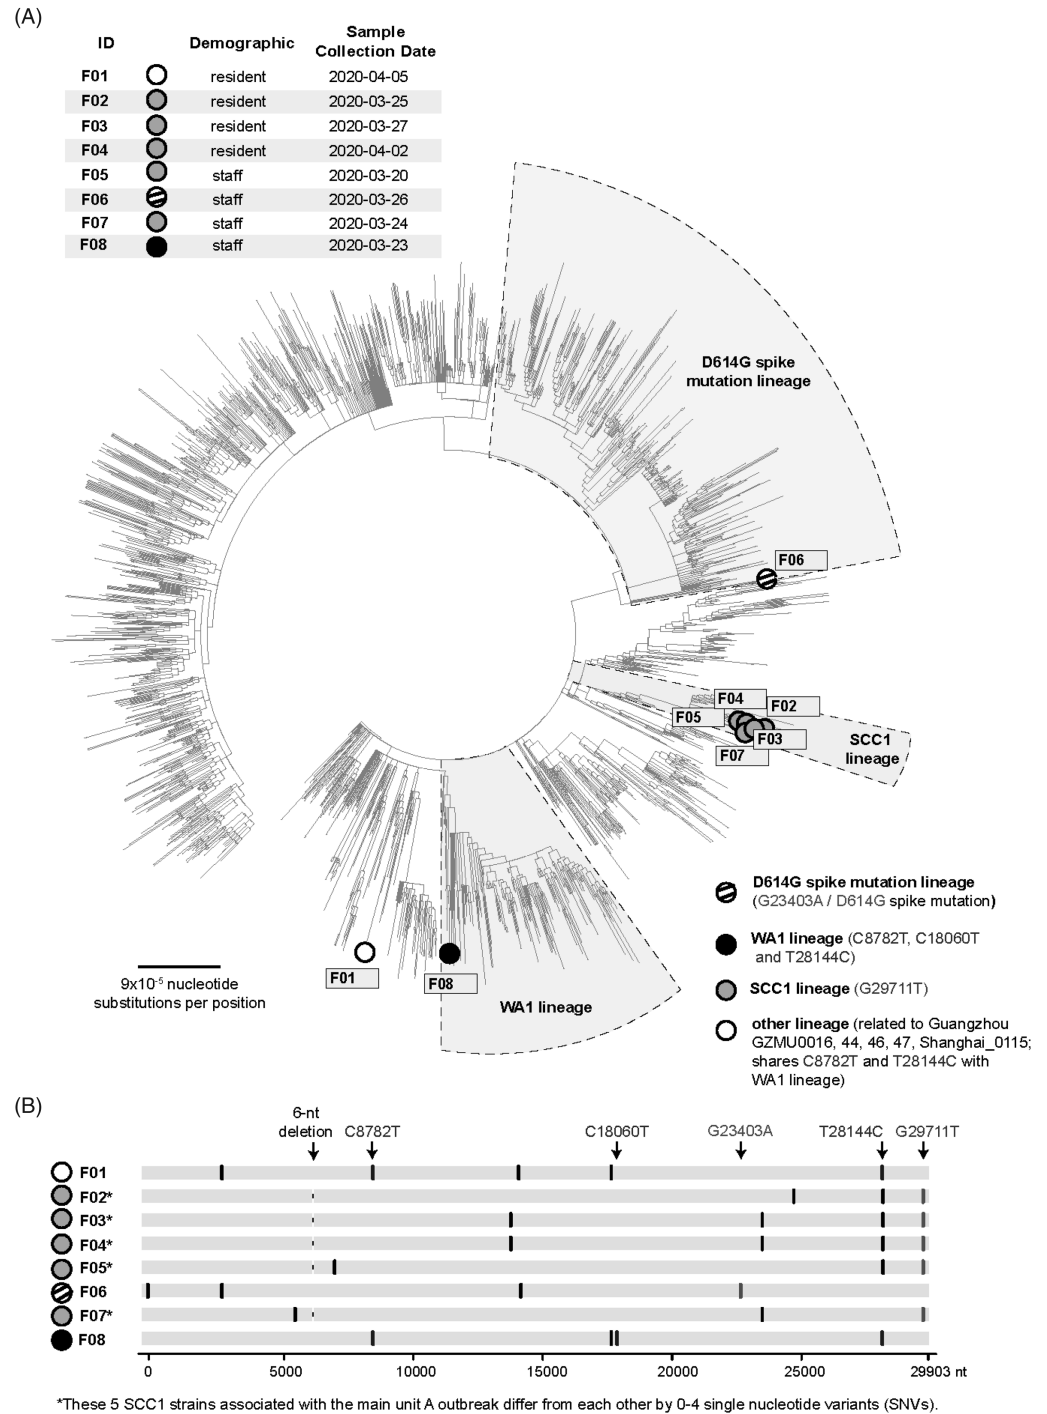 (A)
ID Demographic Sample Collection Date
F01 resident 2020-04-05
F02 resident 2020-03-25
F03 resident 2020-03-27
F04 resident 2020-04-02
F05 staff 2020-03-20
F06 staff 2020-03-26
F07 staff 2020-03-24
F08 staff 2020-03-23
D614G spike
mutation lineage
F06
F04
F02
F05
F03
F07
SCC1
lineage
F01
F08
WA1 lineage
9x10⁻⁵ nucleotide
substitutions per position
D614G spike mutation lineage
(G23403A / D614G spike mutation)
WA1 lineage (C8782T, C18060T
and T28144C)
SCC1 lineage (G29711T)
other lineage (related to Guangzhou
GZMU0016, 44, 46, 47, Shanghai_0115;
shares C8782T and T28144C with
WA1 lineage)
(B)
6-nt
deletion C8782T C18060T G23403A T28144C G29711T
F01
F02*
F03*
F04*
F05*
F06
F07*
F08
0 5000 10000 15000 20000 25000 29903 nt
*These 5 SCC1 strains associated with the main unit A outbreak differ from each other by 0-4 single nucleotide variants (SNVs).